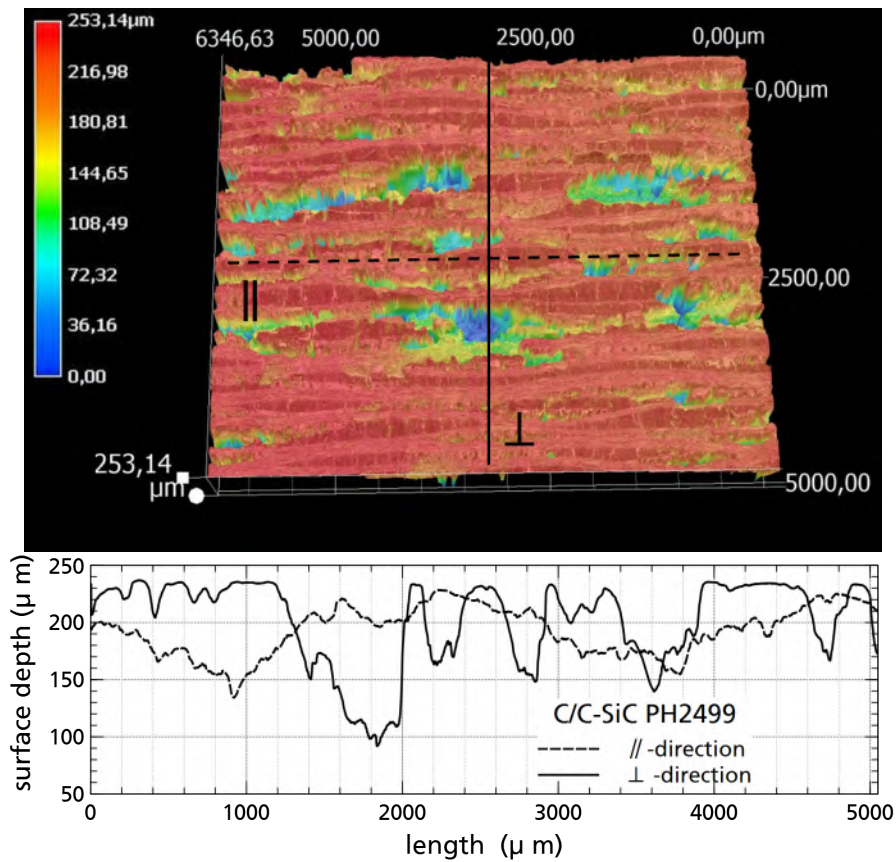 253,14µm
216,98
180,81
144,65
108,49
72,32
36,16
0,00
6346,63 5000,00 2500,00 0,00µm
0,00µm
2500,00
5000,00
||
⊥
253,14
µm
surface depth (µ m)
250
200
150
100
50
0 1000 2000 3000 4000 5000
length (µ m)
C/C-SiC PH2499
// -direction
⊥ -direction